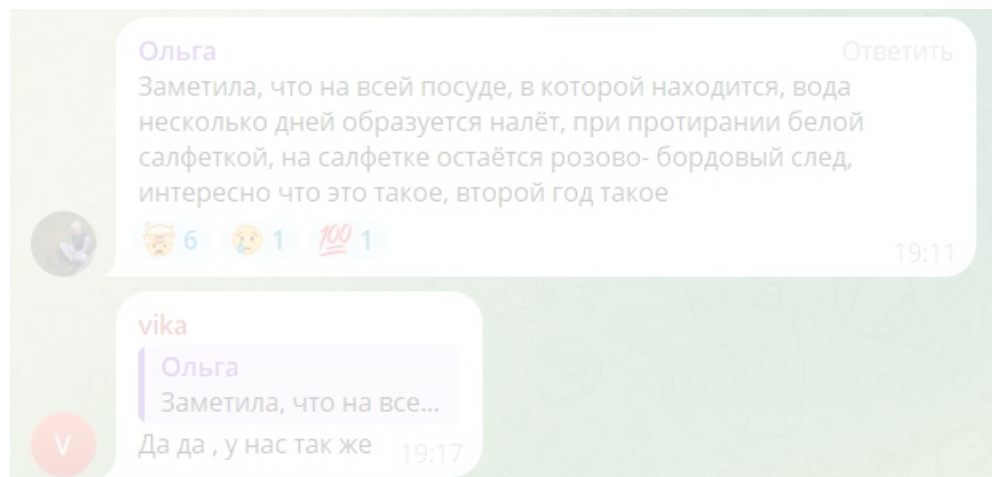 Ольга
Ответить
Заметила, что на всей посуде, в которой находится, вода
несколько дней образуется налёт, при протирании белой
салфеткой, на салфетке остаётся розово- бордовый след,
интересно что это такое, второй год такое
🤯 6 😢 1 💯 1
19:11
vika
Ольга
Заметила, что на все...
V
Да да , у нас так же
19:17